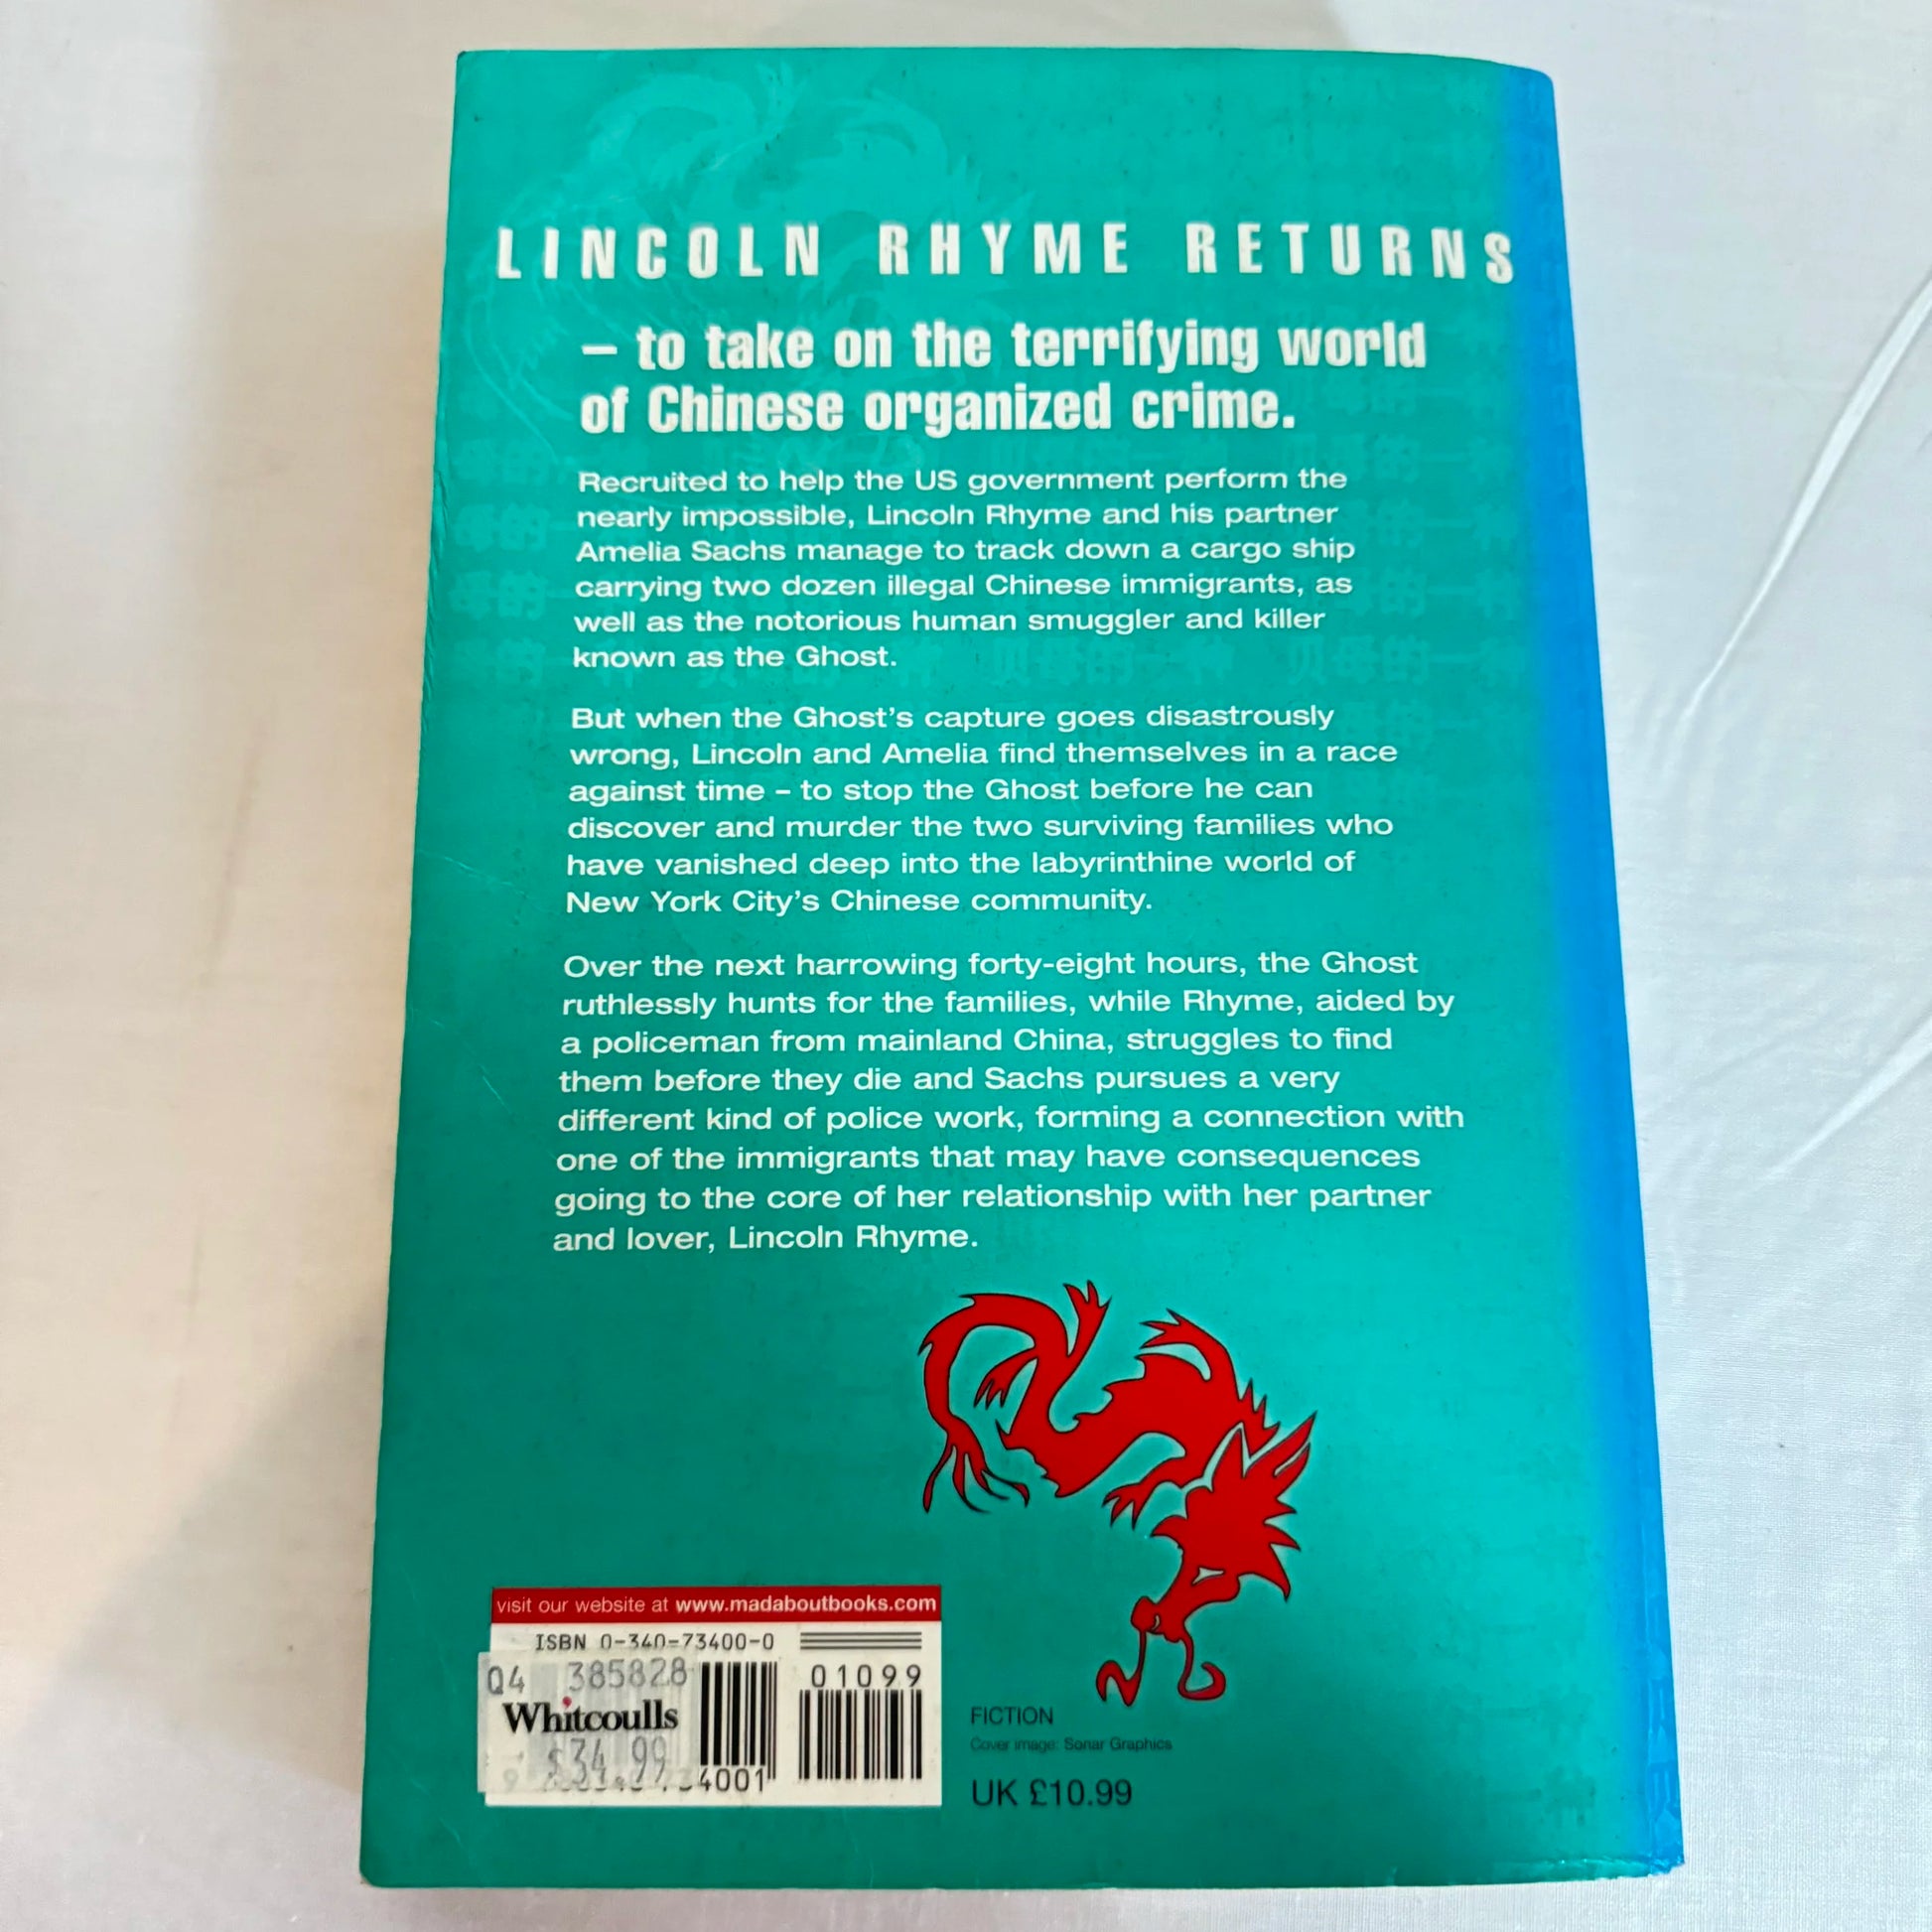 LINCOLN RHYME RETURNS
– to take on the terrifying world
of Chinese organized crime.
Recruited to help the US government perform the
nearly impossible, Lincoln Rhyme and his partner
Amelia Sachs manage to track down a cargo ship
carrying two dozen illegal Chinese immigrants, as
well as the notorious human smuggler and killer
known as the Ghost.
But when the Ghost's capture goes disastrously
wrong, Lincoln and Amelia find themselves in a race
against time – to stop the Ghost before he can
discover and murder the two surviving families who
have vanished deep into the labyrinthine world of
New York City's Chinese community.
Over the next harrowing forty-eight hours, the Ghost
ruthlessly hunts for the families, while Rhyme, aided by
a policeman from mainland China, struggles to find
them before they die and Sachs pursues a very
different kind of police work, forming a connection with
one of the immigrants that may have consequences
going to the core of her relationship with her partner
and lover, Lincoln Rhyme.
visit our website at www.madaboutbooks.com
ISBN 0-340-73400-0
Q4 385828
01099
Whitcoulls
$34.99
4001
FICTION
Cover image: Sonar Graphics
UK £10.99